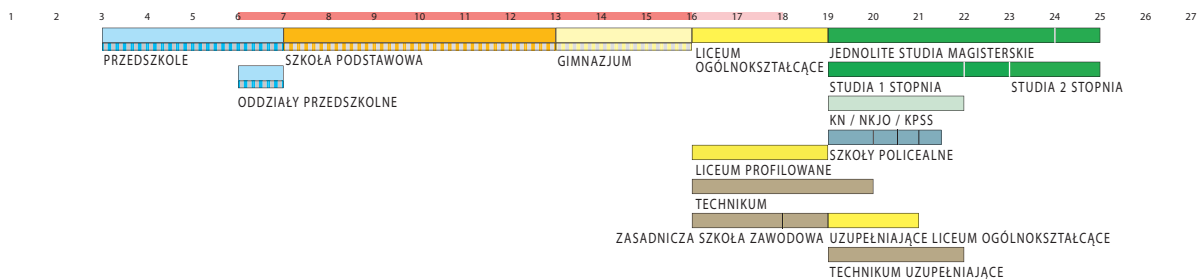 1 2 3 4 5 6 7 8 9 10 11 12 13 14 15 16 17 18 19 20 21 22 23 24 25 26 27
PRZEDSZKOLE
SZKOŁA PODSTAWOWA
GIMNAZJUM
LICEUM
OGÓLNOKSZTAŁCĄCE
JEDNOLITE STUDIA MAGISTERSKIE
ODDZIAŁY PRZEDSZKOLNE
STUDIA 1 STOPNIA
STUDIA 2 STOPNIA
KN / NKJO / KPSS
SZKOŁY POLICEALNE
LICEUM PROFILOWANE
TECHNIKUM
ZASADNICZA SZKOŁA ZAWODOWA
UZUPEŁNIAJĄCE LICEUM OGÓLNOKSZTAŁCĄCE
TECHNIKUM UZUPEŁNIAJĄCE